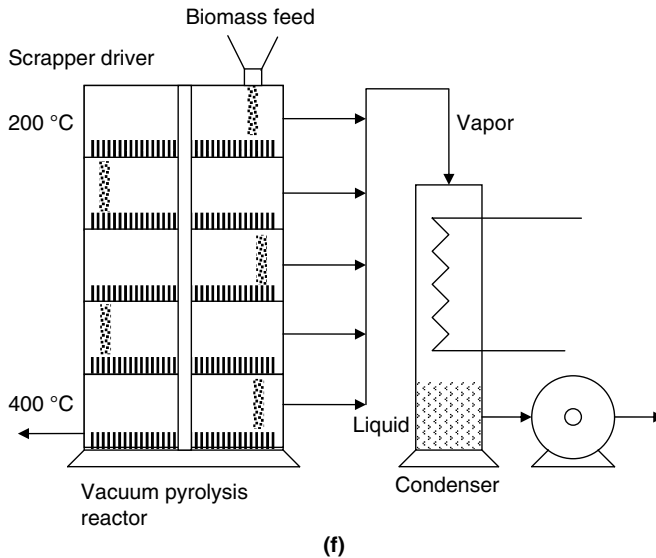 Biomass feed
Scrapper driver
200 °C
Vapor
400 °C
Liquid
Vacuum pyrolysis
reactor
Condenser
(f)